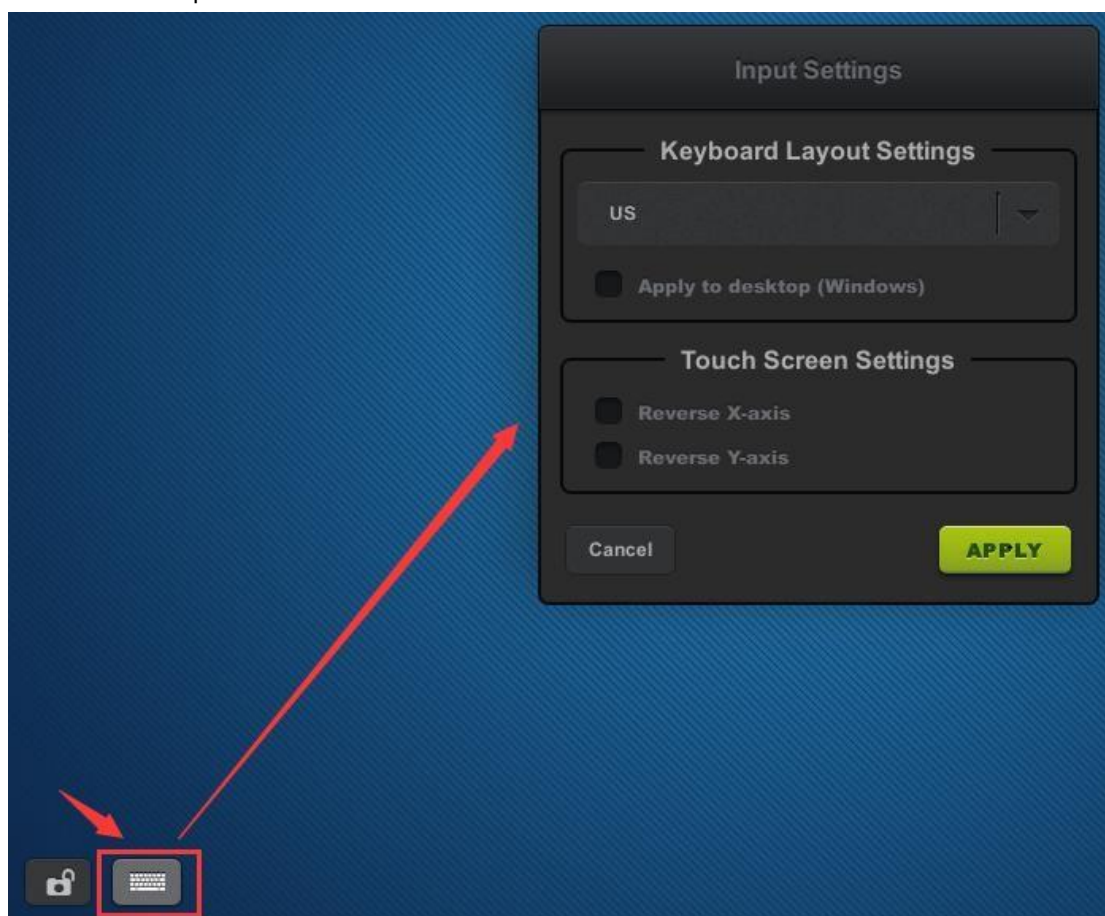 Input Settings
Keyboard Layout Settings
US
Apply to desktop (Windows)
Touch Screen Settings
Reverse X-axis
Reverse Y-axis
Cancel
APPLY